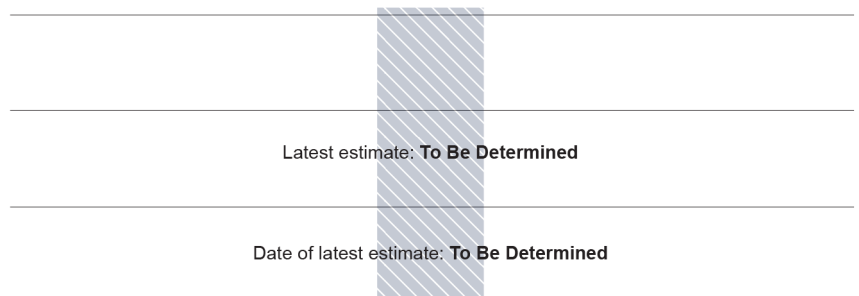 Latest estimate: To Be Determined
Date of latest estimate: To Be Determined